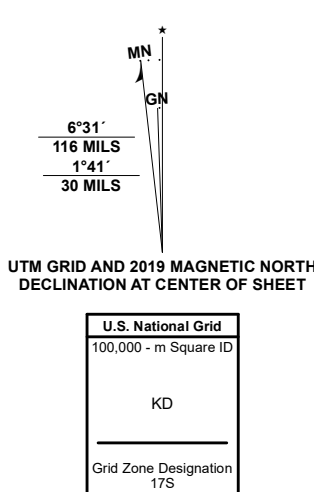 ★
MN
GN
6°31´
116 MILS
1°41´
30 MILS
UTM GRID AND 2019 MAGNETIC NORTH
DECLINATION AT CENTER OF SHEET
U.S. National Grid
100,000 - m Square ID
KD
Grid Zone Designation
17S